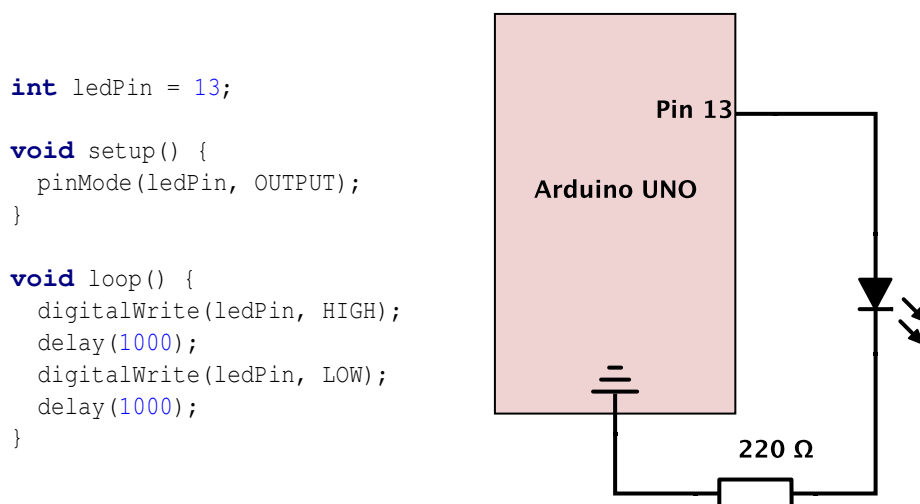 int ledPin = 13;
void setup() {
  pinMode(ledPin, OUTPUT);
}
void loop() {
  digitalWrite(ledPin, HIGH);
  delay(1000);
  digitalWrite(ledPin, LOW);
  delay(1000);
}
Pin 13
Arduino UNO
220 Ω